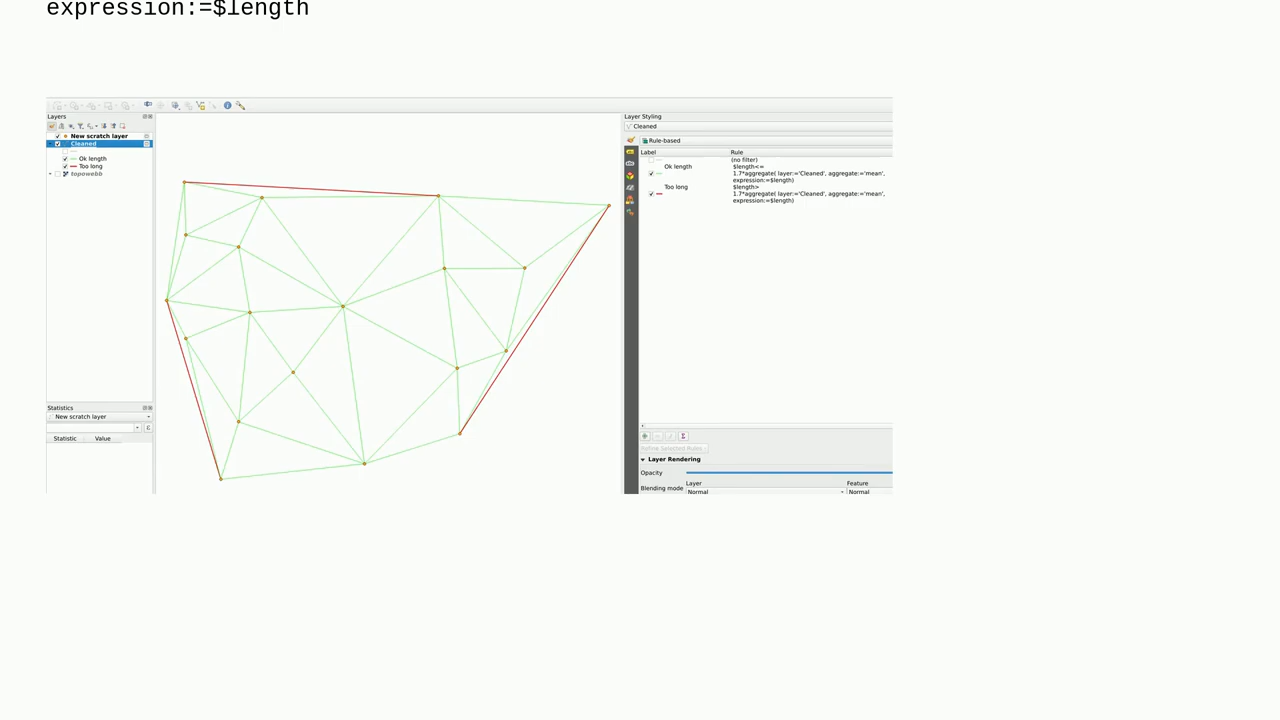 expression:=$length
Layers
Layer Styling
New scratch layer
Cleaned
Cleaned
Rule-based
Label Rule
(no filter)
Ok length
Ok length $length<=
1.7*aggregate( layer:='Cleaned', aggregate:='mean',
expression:=$length)
Too long
Too long $length>
1.7*aggregate( layer:='Cleaned', aggregate:='mean',
expression:=$length)
topowebb
Statistics
New scratch layer
Statistic Value
Refine Selected Rules
Layer Rendering
Opacity
Layer Feature
Blending mode
Normal Normal